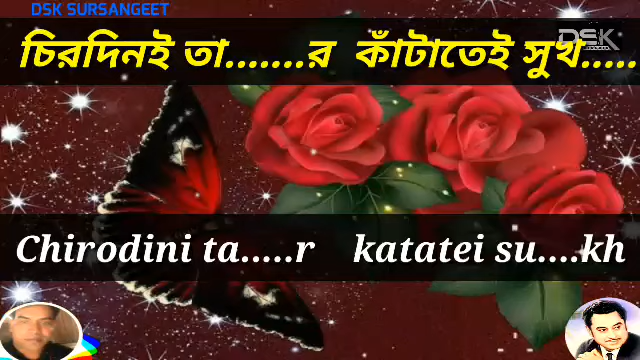 DSK SURSANGEET
DSK
চিরদিনই তা.......র কাঁটাতেই সুখ.....
Chirodini ta.....r katatei su....kh